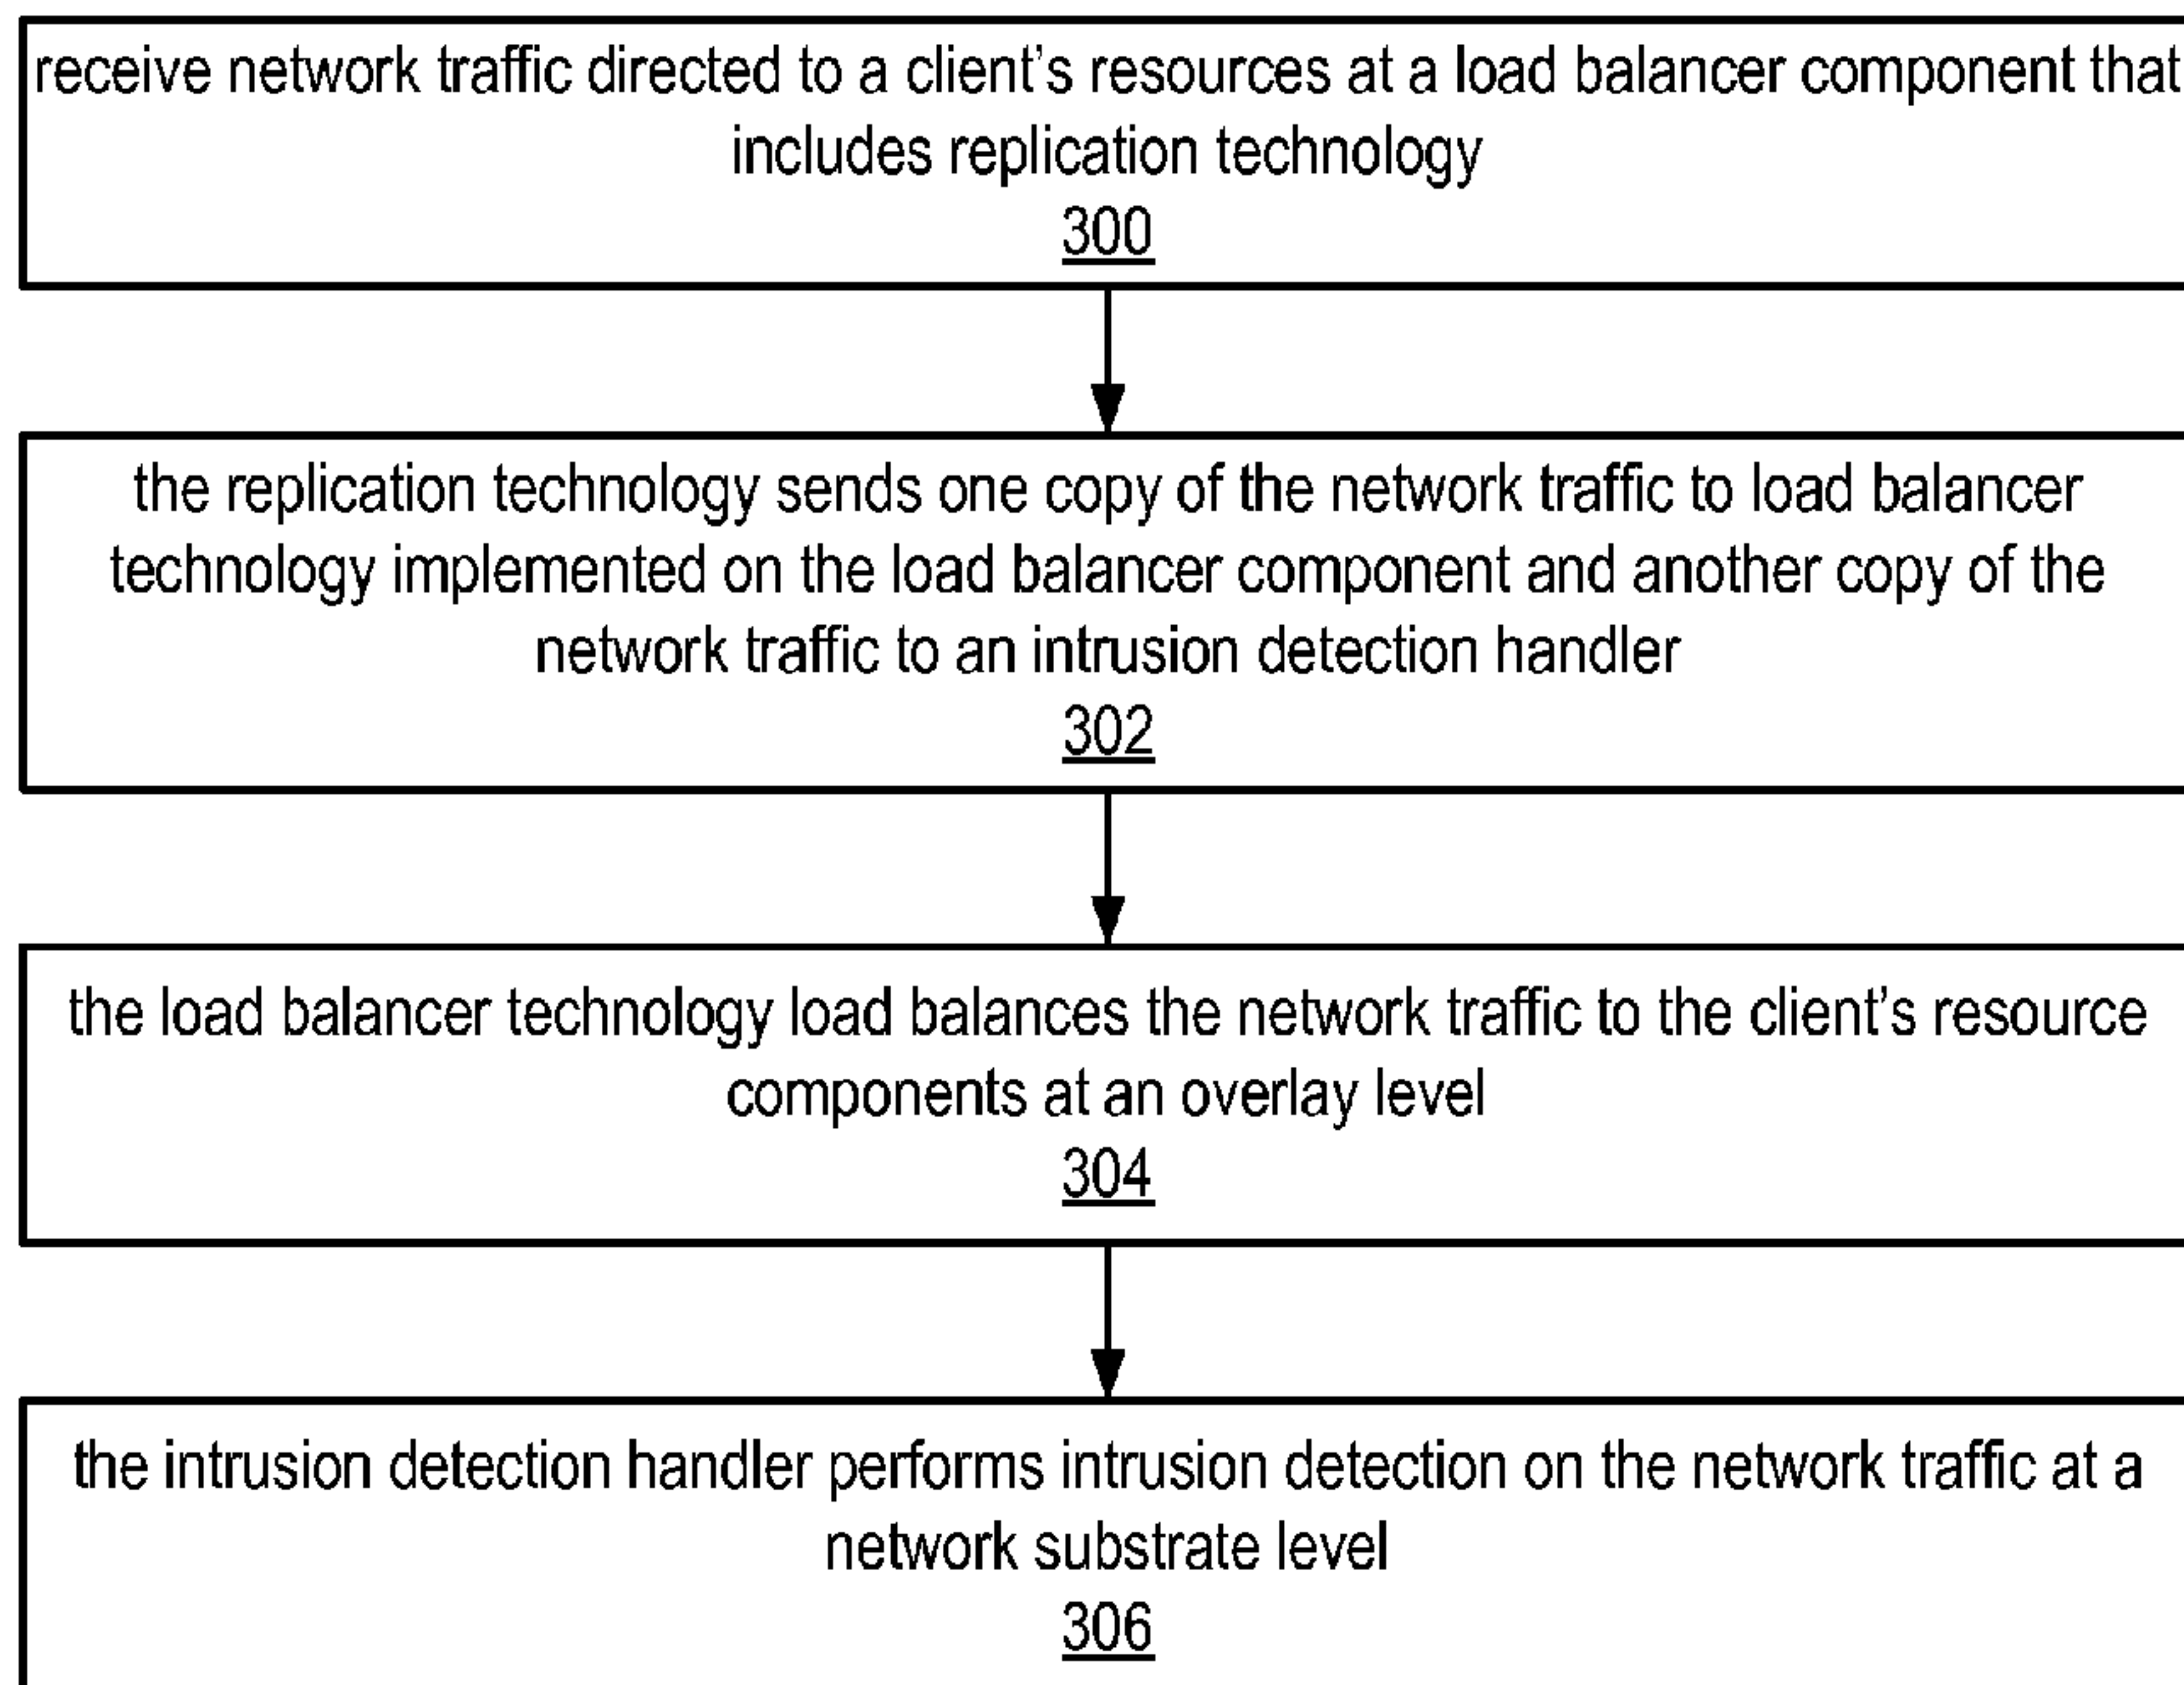 receive network traffic directed to a client's resources at a load balancer component that
includes replication technology
300
the replication technology sends one copy of the network traffic to load balancer
technology implemented on the load balancer component and another copy of the
network traffic to an intrusion detection handler
302
the load balancer technology load balances the network traffic to the client's resource
components at an overlay level
304
the intrusion detection handler performs intrusion detection on the network traffic at a
network substrate level
306